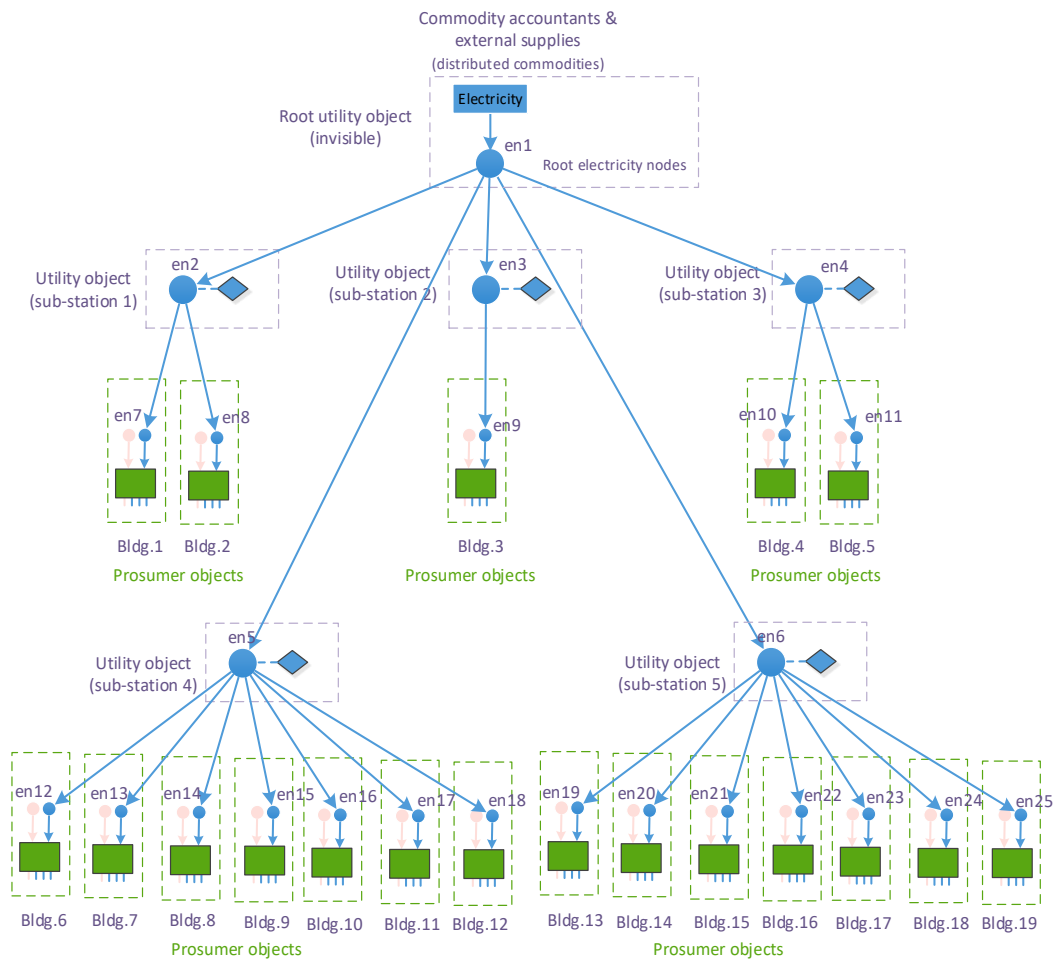 Commodity accountants &
external supplies
(distributed commodities)
Electricity
Root utility object
(invisible)
en1
Root electricity nodes
en2
Utility object
(sub-station 1)
en3
Utility object
(sub-station 2)
en4
Utility object
(sub-station 3)
en7
en8
en9
en10
en11
Bldg.1
Bldg.2
Bldg.3
Bldg.4
Bldg.5
Prosumer objects
Prosumer objects
Prosumer objects
en5
Utility object
(sub-station 4)
en6
Utility object
(sub-station 5)
en12
en13
en14
en15
en16
en17
en18
en19
en20
en21
en22
en23
en24
en25
Bldg.6
Bldg.7
Bldg.8
Bldg.9
Bldg.10
Bldg.11
Bldg.12
Bldg.13
Bldg.14
Bldg.15
Bldg.16
Bldg.17
Bldg.18
Bldg.19
Prosumer objects
Prosumer objects